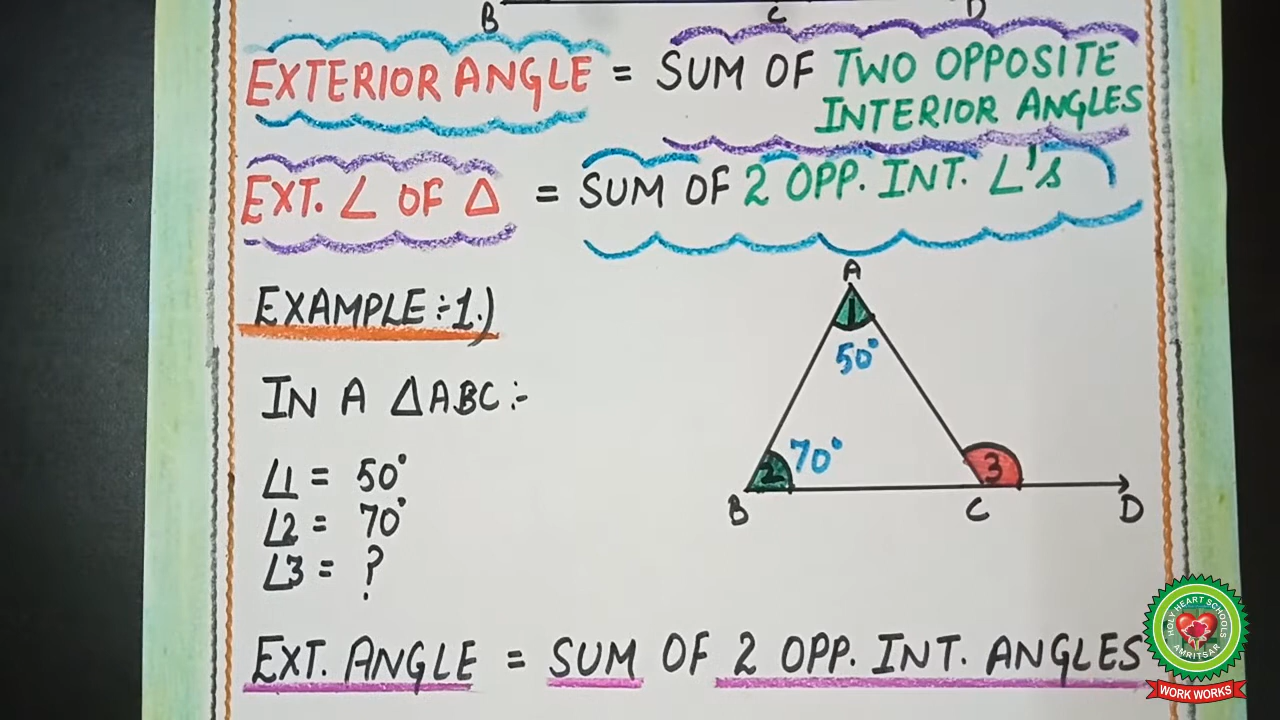 B C D
EXTERIOR ANGLE = SUM OF TWO OPPOSITE
INTERIOR ANGLES
EXT. ∠ OF Δ = SUM OF 2 OPP. INT. ∠'s
EXAMPLE:-1.)
A
1
50°
IN A ΔABC:-
∠1 = 50°
∠2 = 70°
∠3 = ?
2 70°
3
B C D
EXT. ANGLE = SUM OF 2 OPP. INT. ANGLES
HOLY HEART SCHOOLS
AMRITSAR
WORK WORKS